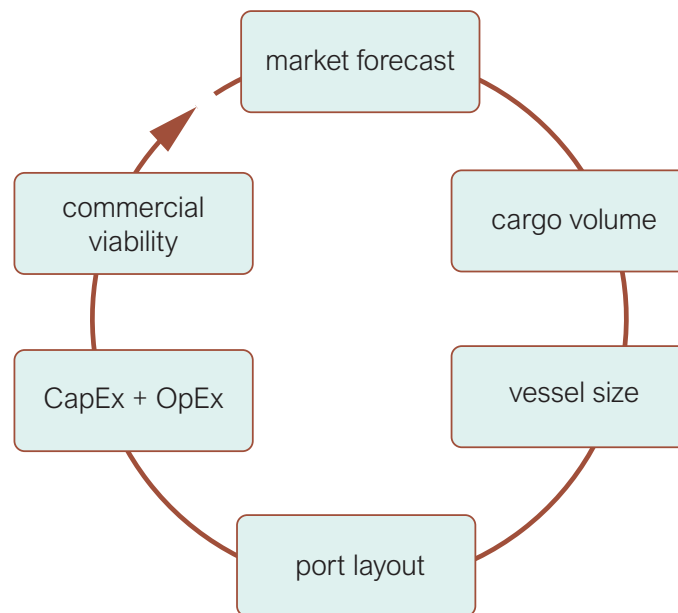 market forecast
cargo volume
vessel size
port layout
CapEx + OpEx
commercial
viability